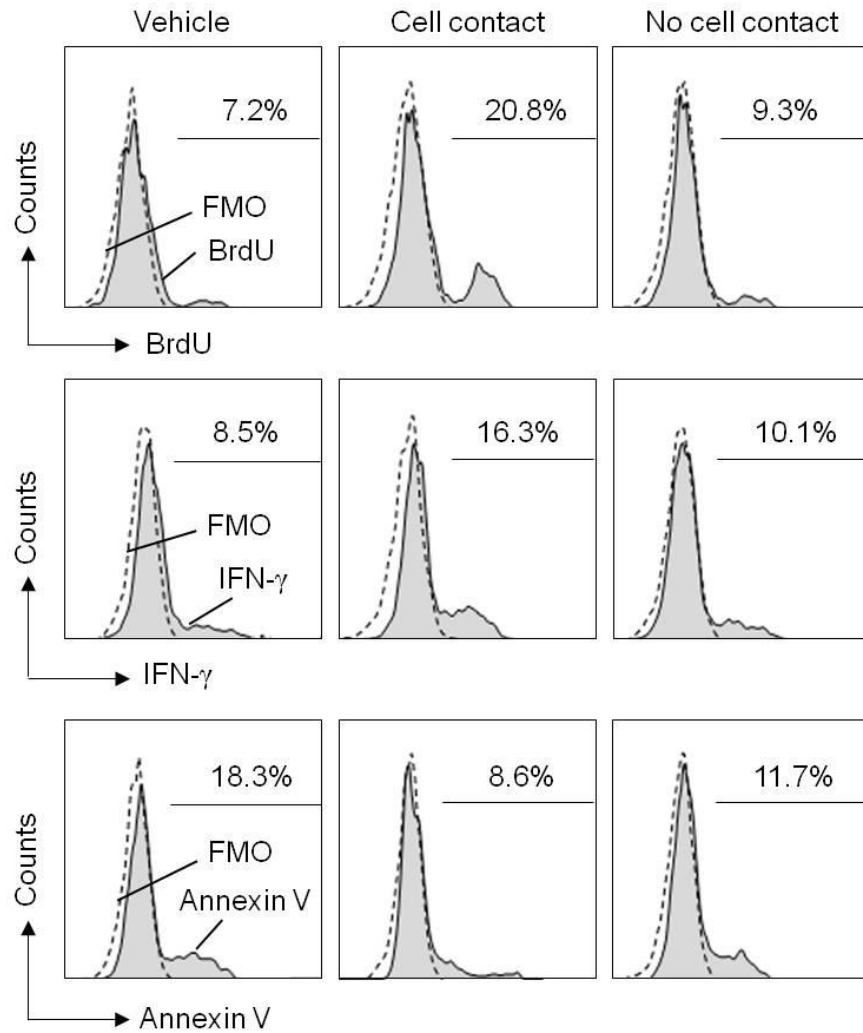 Vehicle
Cell contact
No cell contact
Counts
7.2%
FMO
BrdU
20.8%
9.3%
BrdU
Counts
8.5%
FMO
IFN-γ
16.3%
10.1%
IFN-γ
Counts
18.3%
FMO
Annexin V
8.6%
11.7%
Annexin V